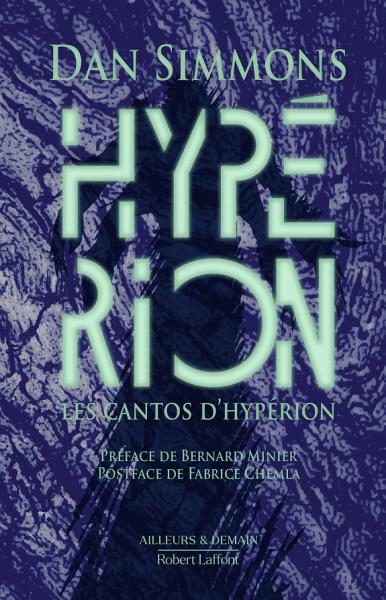 DAN SIMMONS
HYPÉ
RION
LES CANTOS D'HYPÉRION
PRÉFACE DE BERNARD MINIER
POSTFACE DE FABRICE CHEMLA
AILLEURS & DEMAIN
Robert Laffont